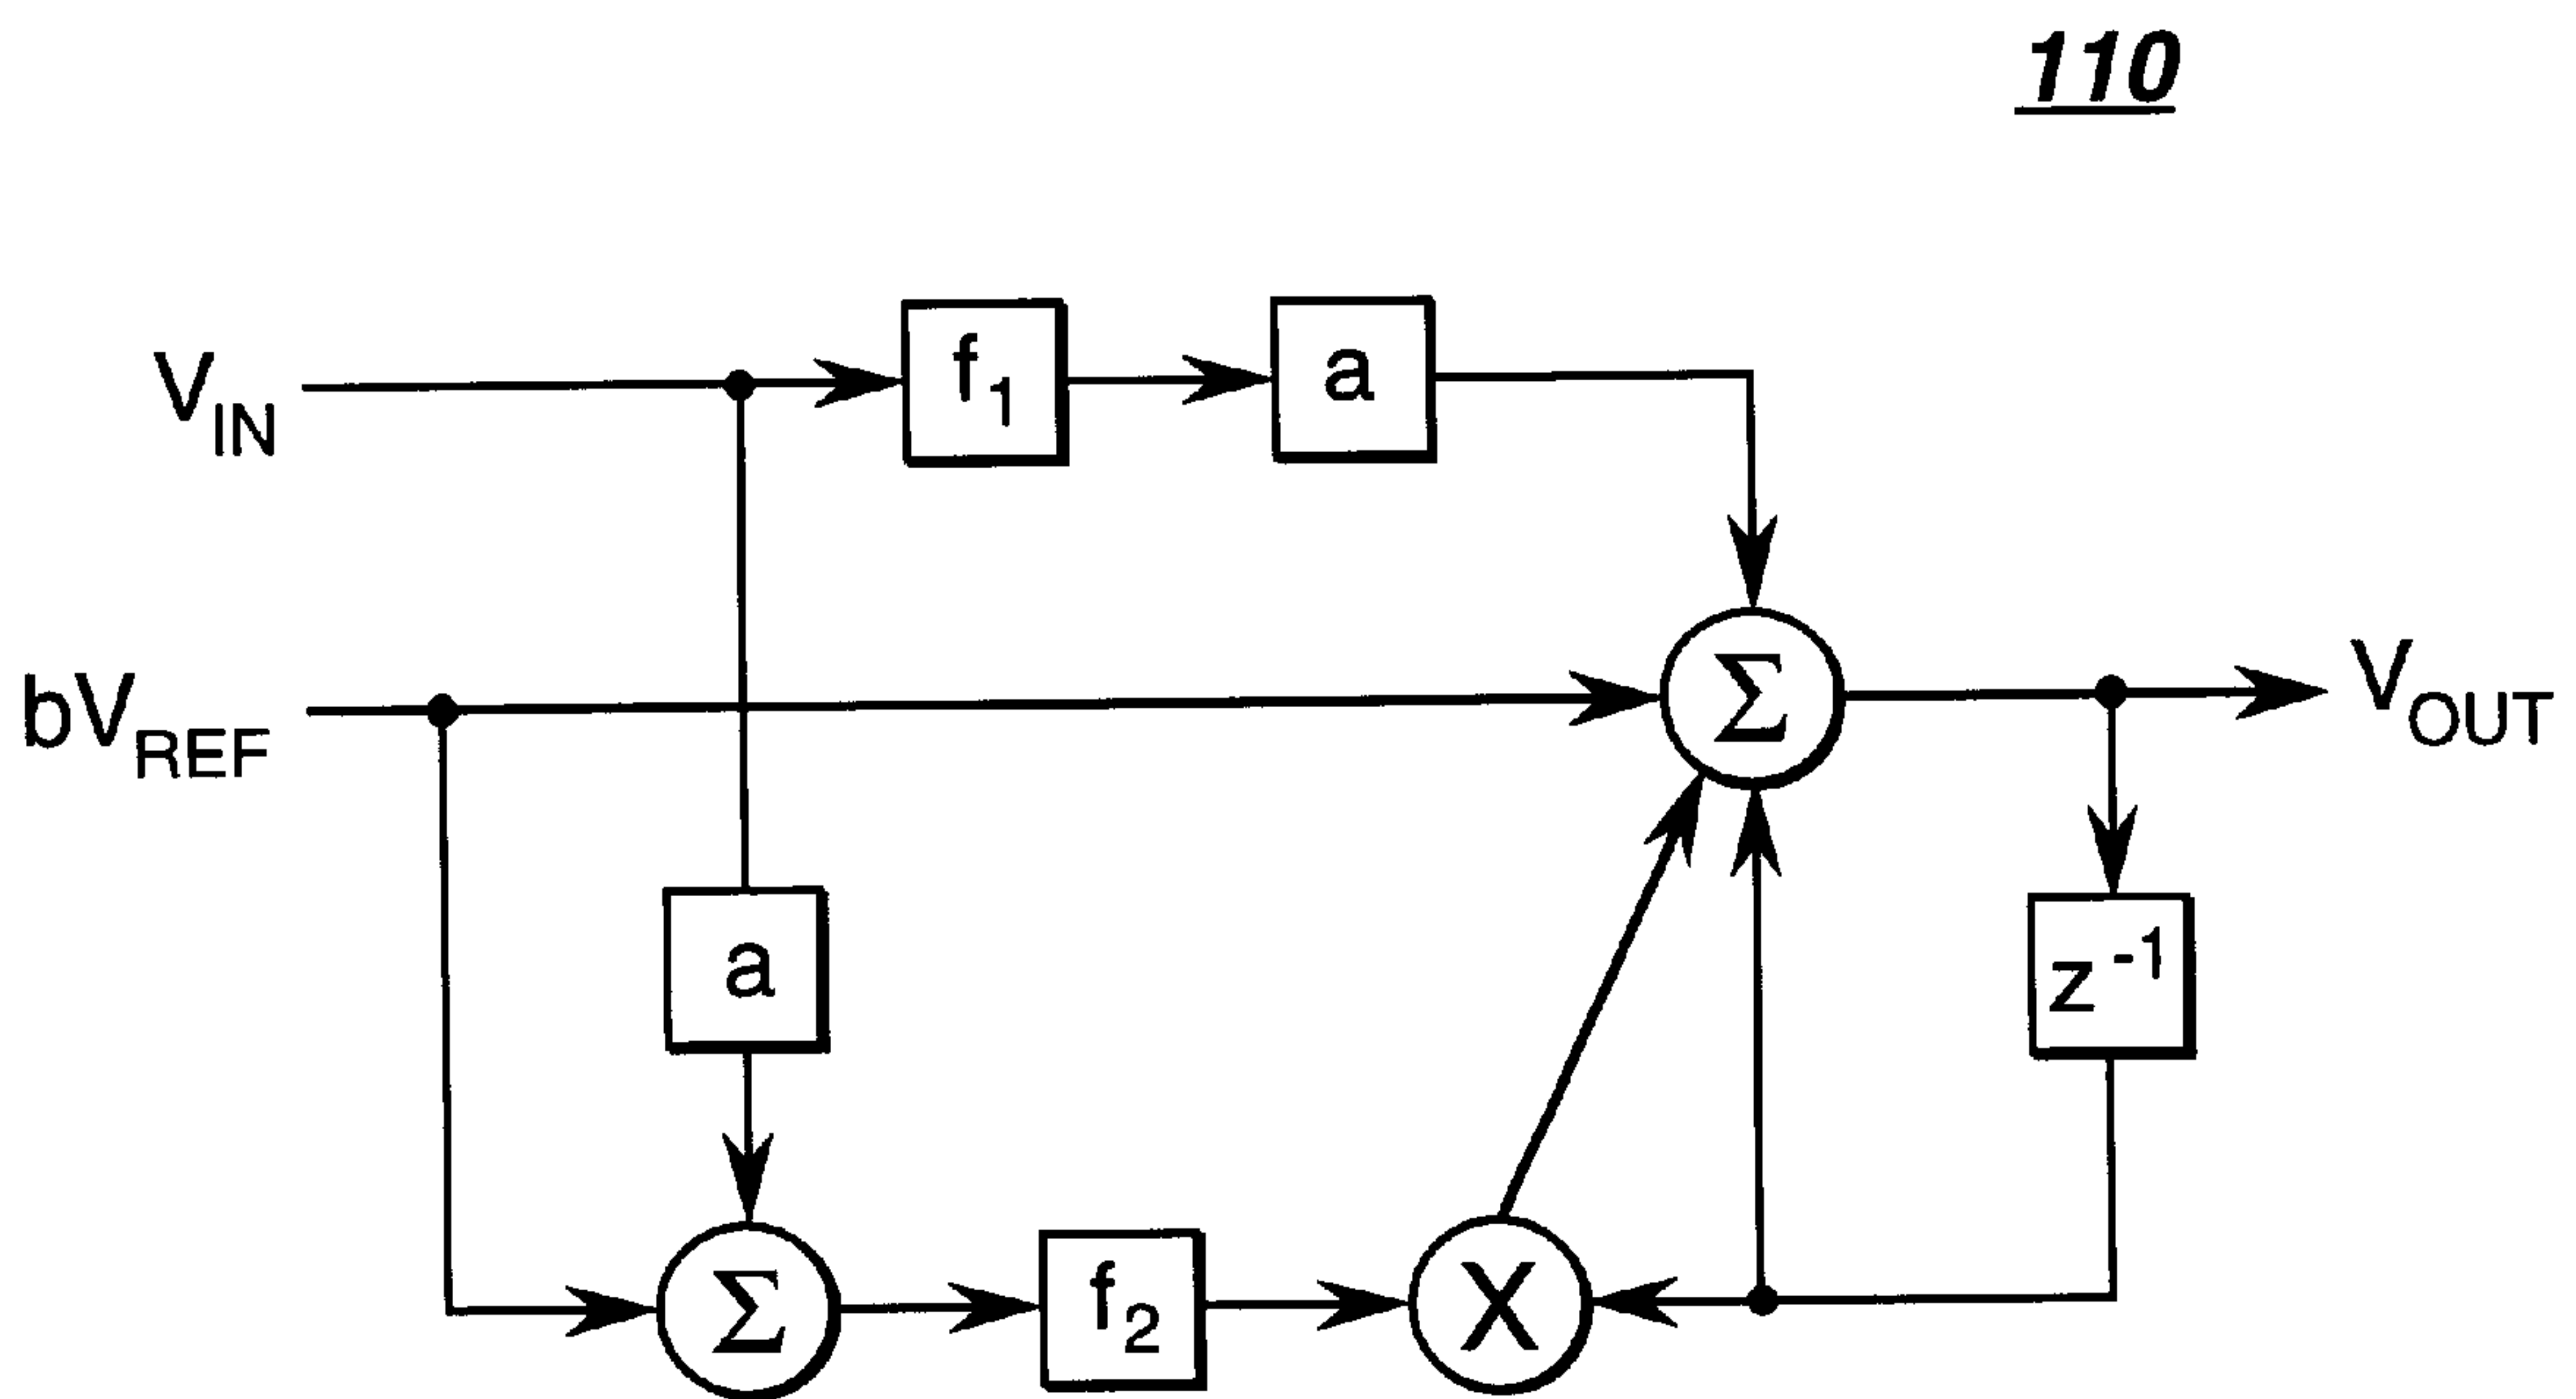 110
V_IN
f_1
a
bV_REF
Σ
V_OUT
a
z^-1
Σ
f_2
X